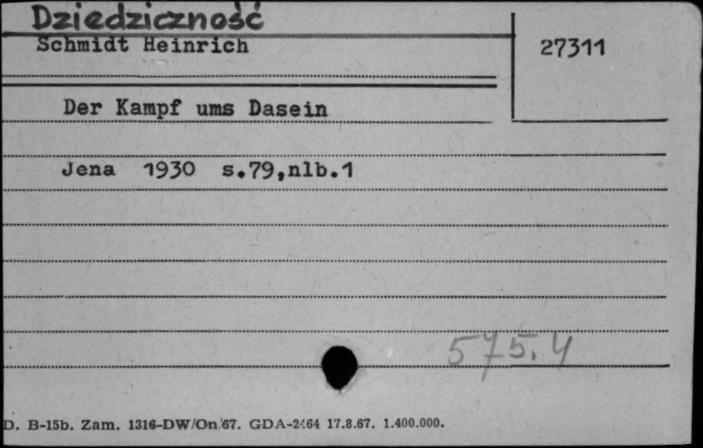 Dziedziczność
Schmidt Heinrich
27311
Der Kampf ums Dasein
Jena 1930 s.79,nlb.1
575.4
D. B-15b. Zam. 1316-DW/On.67. GDA-2464 17.8.67. 1.400.000.